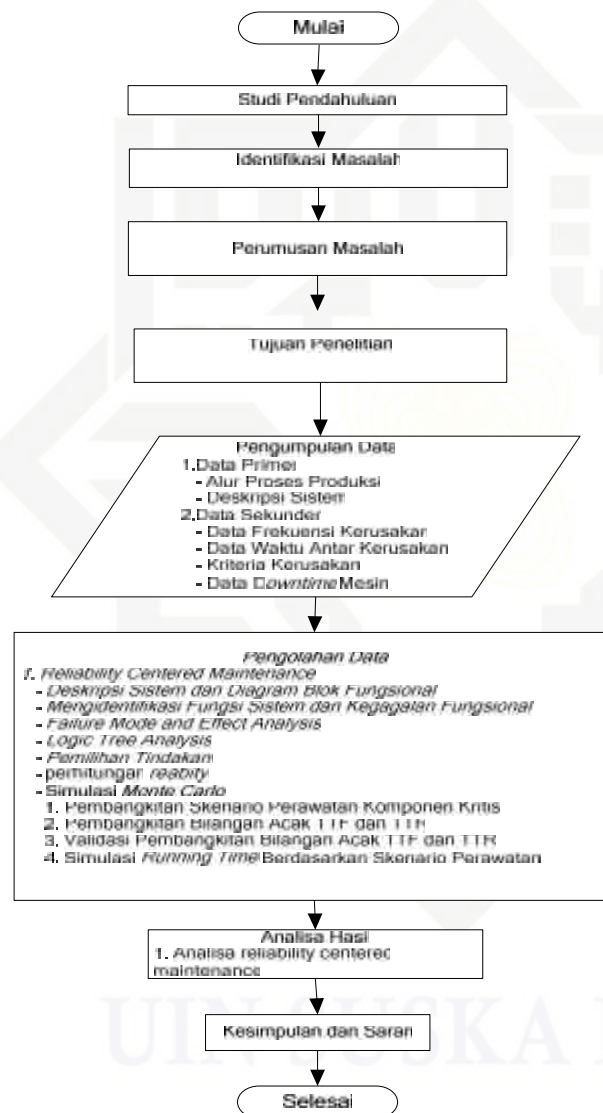 Mulai
Studi Pendahuluan
Identifikasi Masalah
Perumusan Masalah
Tujuan Penelitian
Pengumpulan Data
1.Data Primer
- Alur Proses Produksi
- Deskripsi Sistem
2.Data Sekunder
- Data Frekuensi Kerusakan
- Data Waktu Antar Kerusakan
- Kriteria Kerusakan
- Data Downtime Mesin
Pengolahan Data
1. Reliability Centered Maintenance
- Deskripsi Sistem dan Diagram Blok Fungsional
- Mengidentifikasi Fungsi Sistem dan Kegagalan Fungsional
- Failure Mode and Effect Analysis
- Logic Tree Analysis
- Pemilihan Tindakan
- perhitungan reabity
- Simulasi Monte Carlo
1. Pembangkitan Skenario Perawatan Komponen Kritis
2. Pembangkitan Bilangan Acak TTF dan TTR
3. Validasi Pembangkitan Bilangan Acak TTF dan TTR
4. Simulasi Running Time Berdasarkan Skenario Perawatan
Analisa Hasil
1. Analisa reliability centered
maintenance
Kesimpulan dan Saran
Selesai
UIN SUSKA